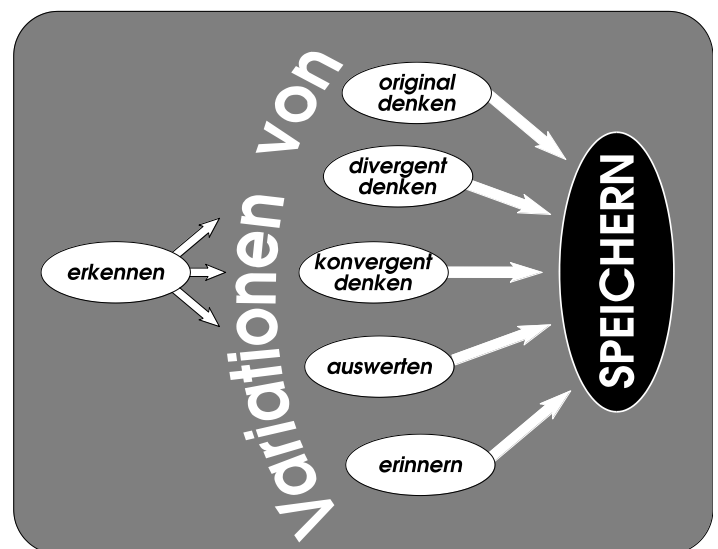 erkennen
Variationen von
original
denken
divergent
denken
konvergent
denken
auswerten
erinnern
SPEICHERN